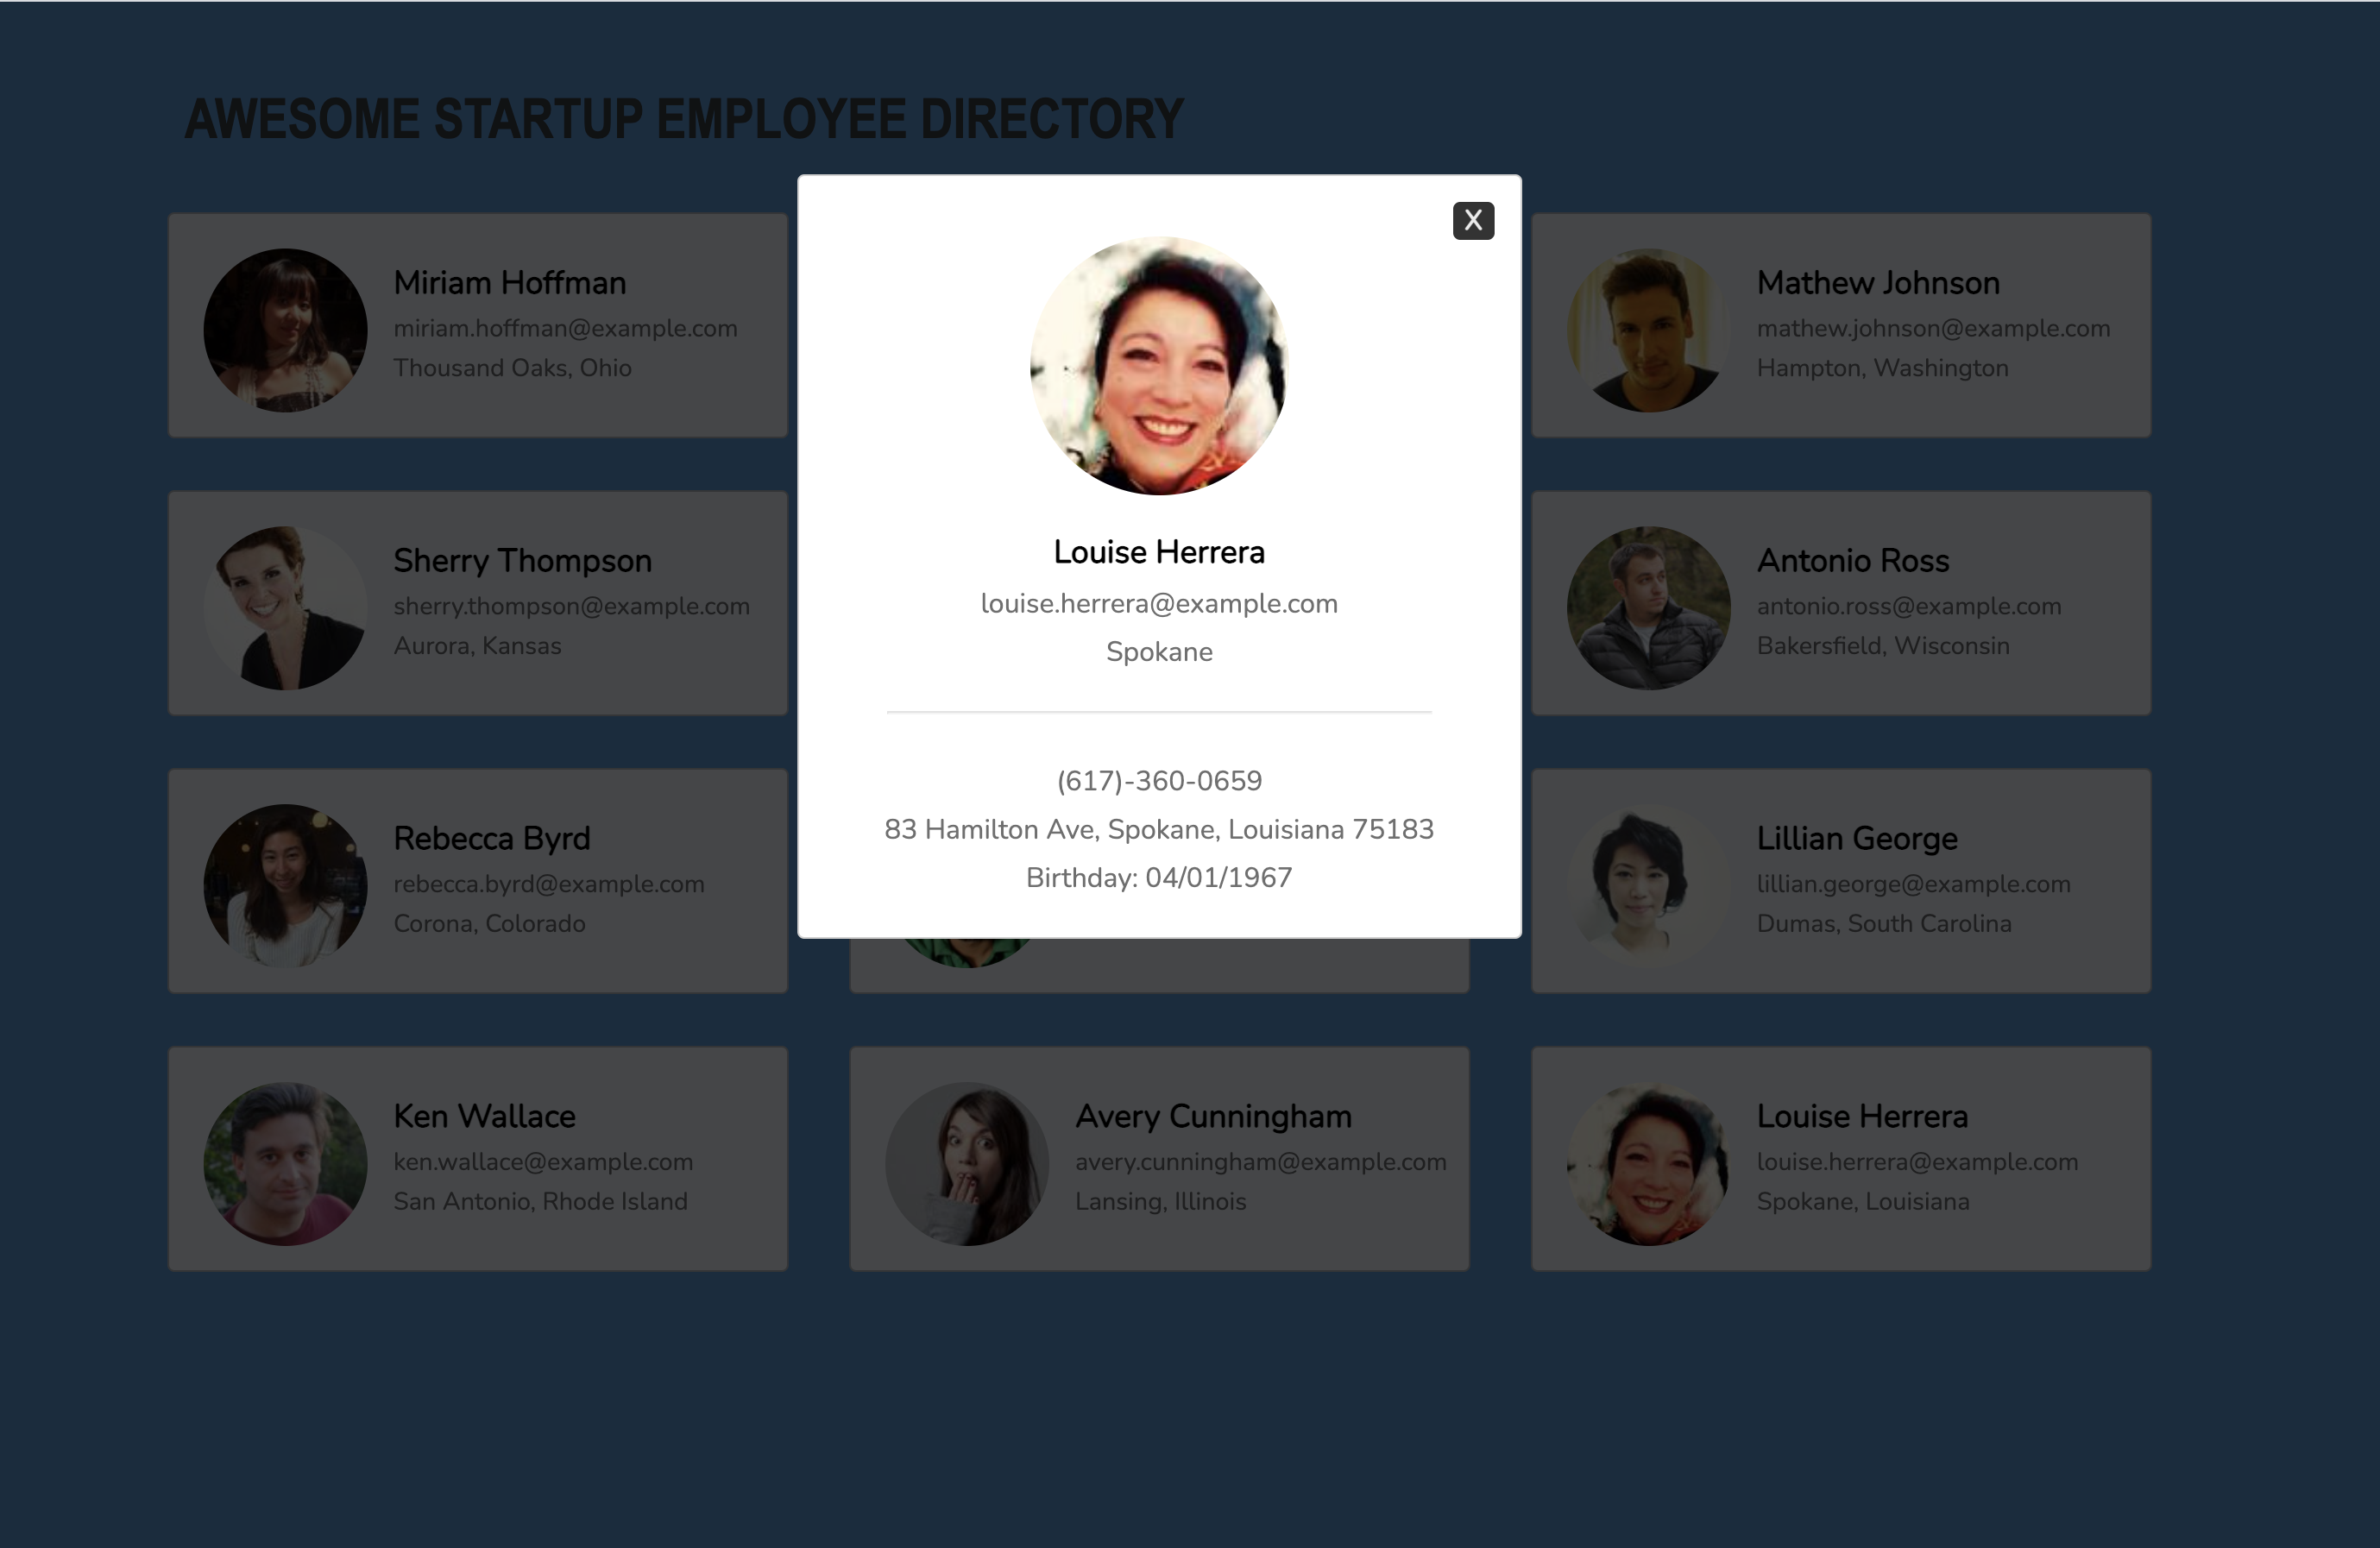 AWESOME STARTUP EMPLOYEE DIRECTORY
X
Louise Herrera
louise.herrera@example.com
Spokane
(617)-360-0659
83 Hamilton Ave, Spokane, Louisiana 75183
Birthday: 04/01/1967
Miriam Hoffman
miriam.hoffman@example.com
Thousand Oaks, Ohio
Mathew Johnson
mathew.johnson@example.com
Hampton, Washington
Sherry Thompson
sherry.thompson@example.com
Aurora, Kansas
Antonio Ross
antonio.ross@example.com
Bakersfield, Wisconsin
Rebecca Byrd
rebecca.byrd@example.com
Corona, Colorado
Lillian George
lillian.george@example.com
Dumas, South Carolina
Ken Wallace
ken.wallace@example.com
San Antonio, Rhode Island
Avery Cunningham
avery.cunningham@example.com
Lansing, Illinois
Louise Herrera
louise.herrera@example.com
Spokane, Louisiana